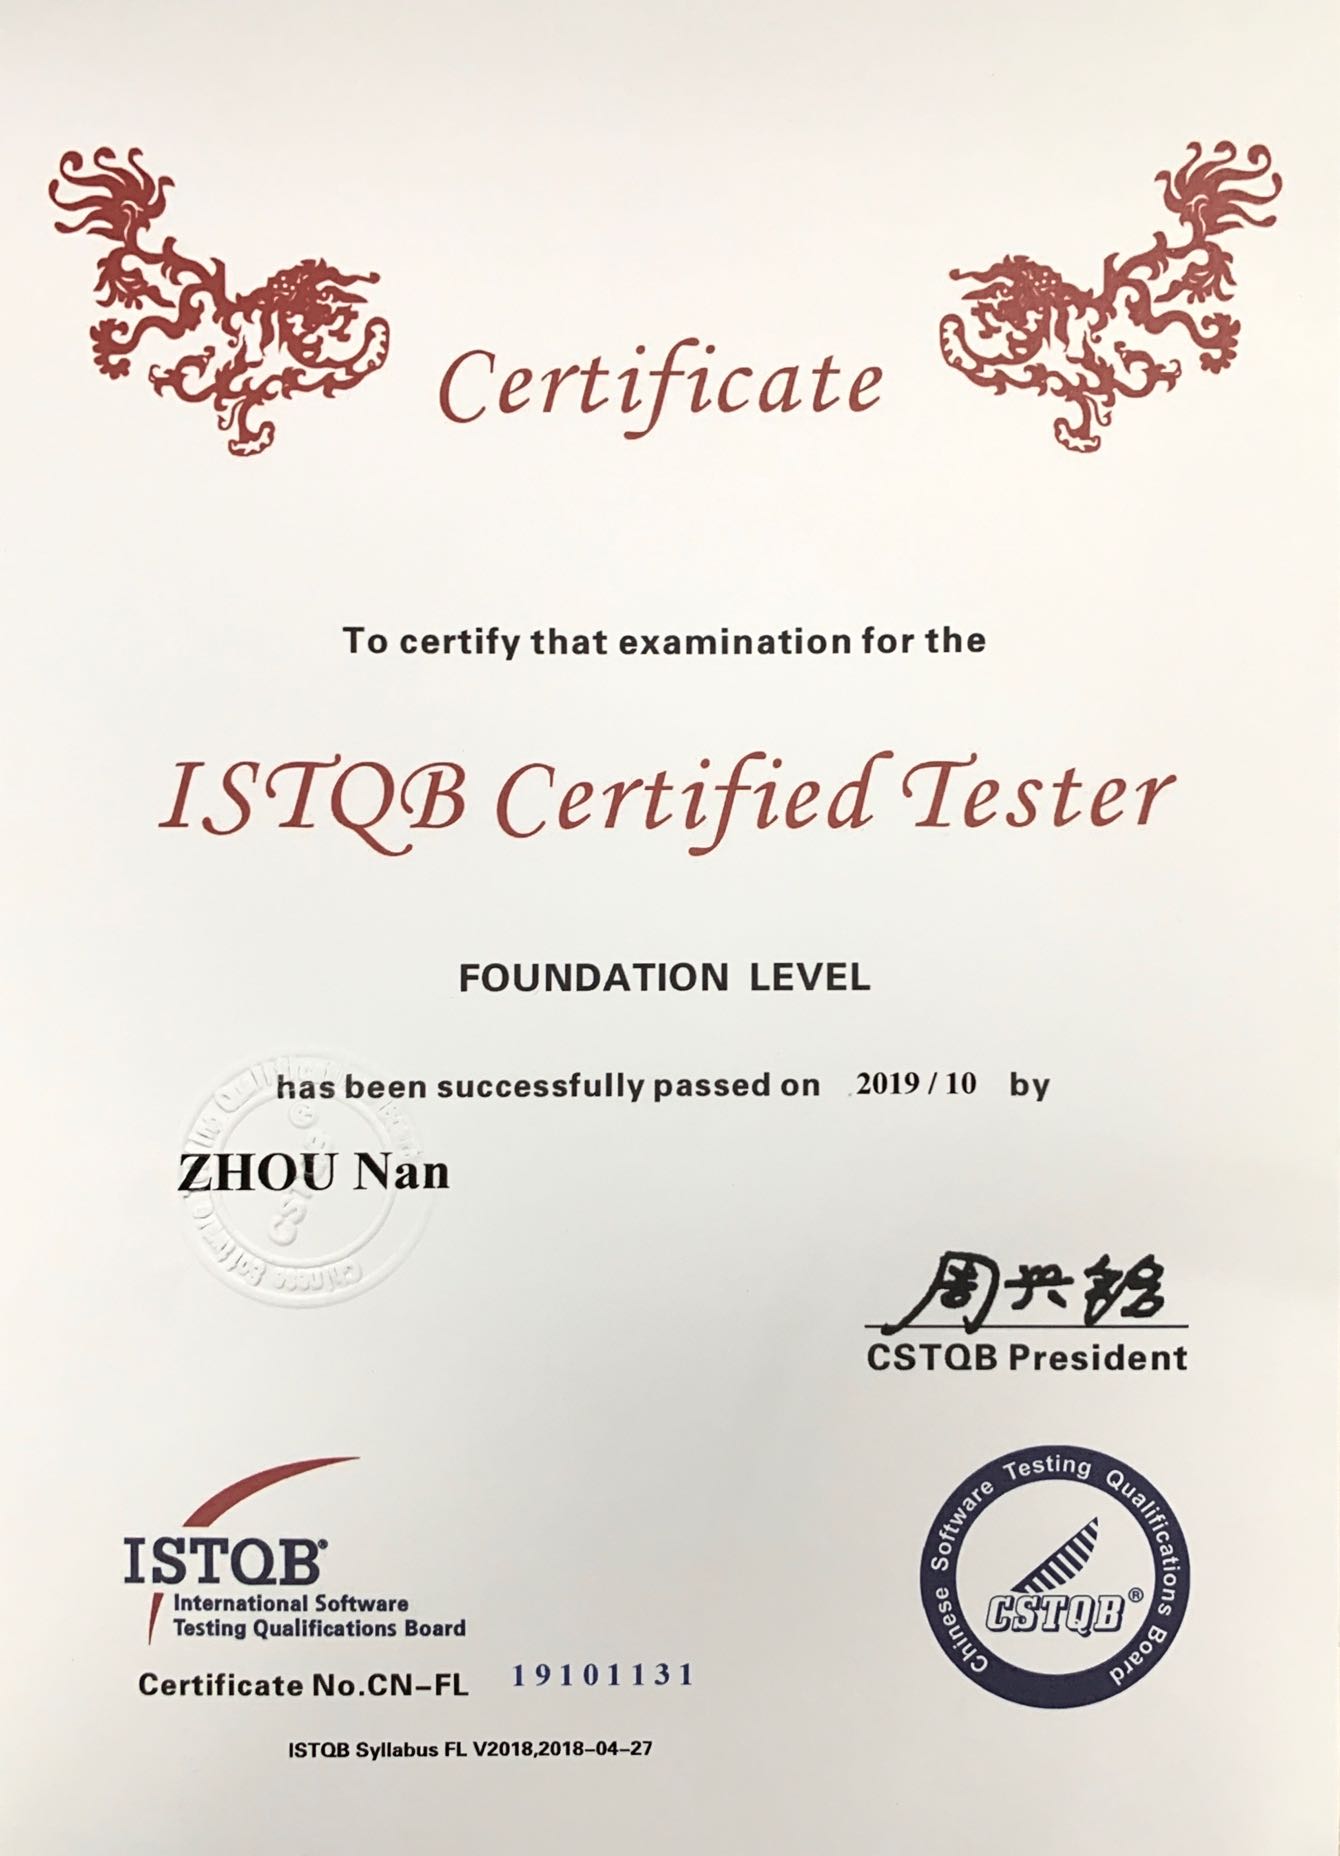 Certificate
To certify that examination for the
ISTQB Certified Tester
FOUNDATION LEVEL
has been successfully passed on 2019 / 10 by
ZHOU Nan
周兴铭
CSTQB President
ISTQB®
International Software
Testing Qualifications Board
Chinese Software Testing Qualifications Board
CSTQB®
Certificate No.CN-FL 19101131
ISTQB Syllabus FL V2018,2018-04-27